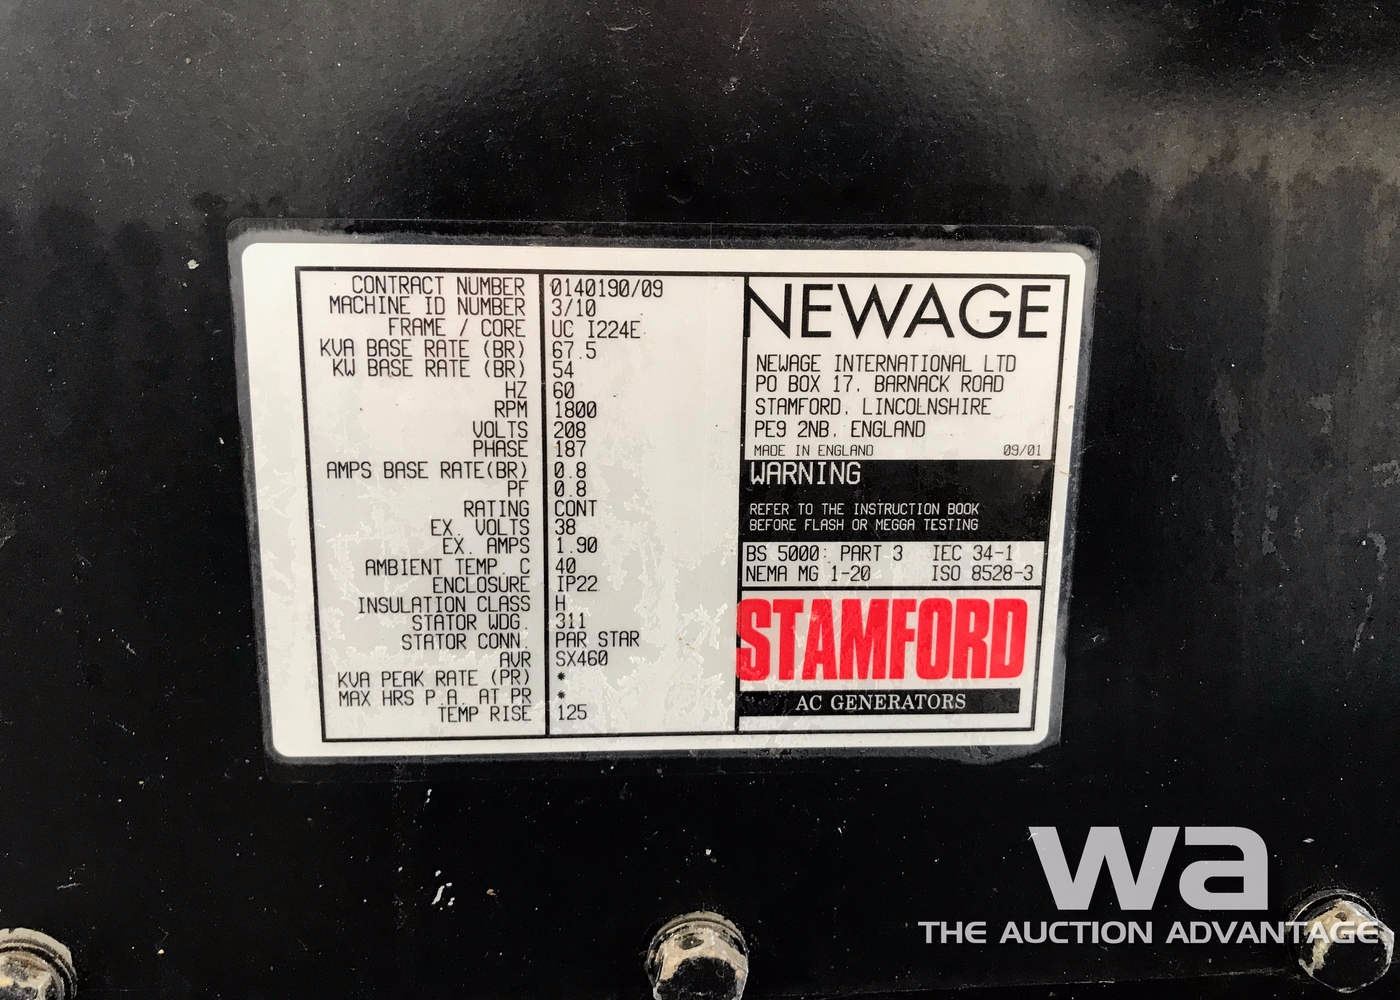 CONTRACT NUMBER 0140190/09
MACHINE ID NUMBER 3/10
FRAME / CORE UC I224E
KVA BASE RATE (BR) 67.5
KW BASE RATE (BR) 54
HZ 60
RPM 1800
VOLTS 208
PHASE 187
AMPS BASE RATE(BR) 0.8
PF 0.8
RATING CONT
EX. VOLTS 38
EX. AMPS 1.90
AMBIENT TEMP. C 40
ENCLOSURE IP22
INSULATION CLASS H
STATOR WDG. 311
STATOR CONN. PAR STAR
AVR SX460
KVA PEAK RATE (PR) *
MAX HRS P.A. AT PR *
TEMP RISE 125
NEWAGE
NEWAGE INTERNATIONAL LTD
PO BOX 17, BARNACK ROAD
STAMFORD, LINCOLNSHIRE
PE9 2NB, ENGLAND
MADE IN ENGLAND 09/01
WARNING
REFER TO THE INSTRUCTION BOOK
BEFORE FLASH OR MEGGA TESTING
BS 5000: PART 3 IEC 34-1
NEMA MG 1-20 ISO 8528-3
STAMFORD
AC GENERATORS
wa
THE AUCTION ADVANTAGE